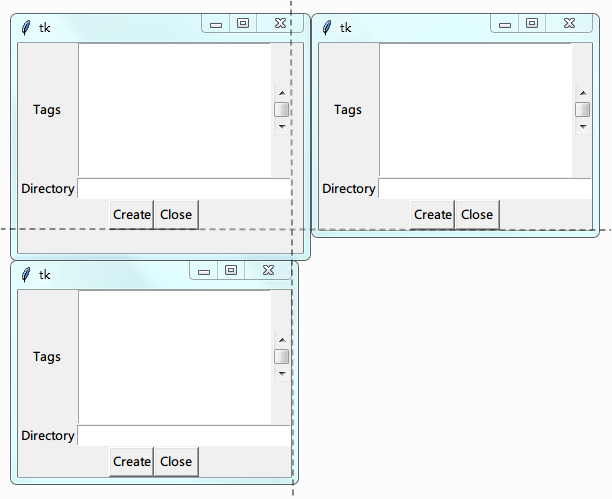 tk
Tags
Directory
Create Close
tk
Tags
Directory
Create Close
tk
Tags
Directory
Create Close